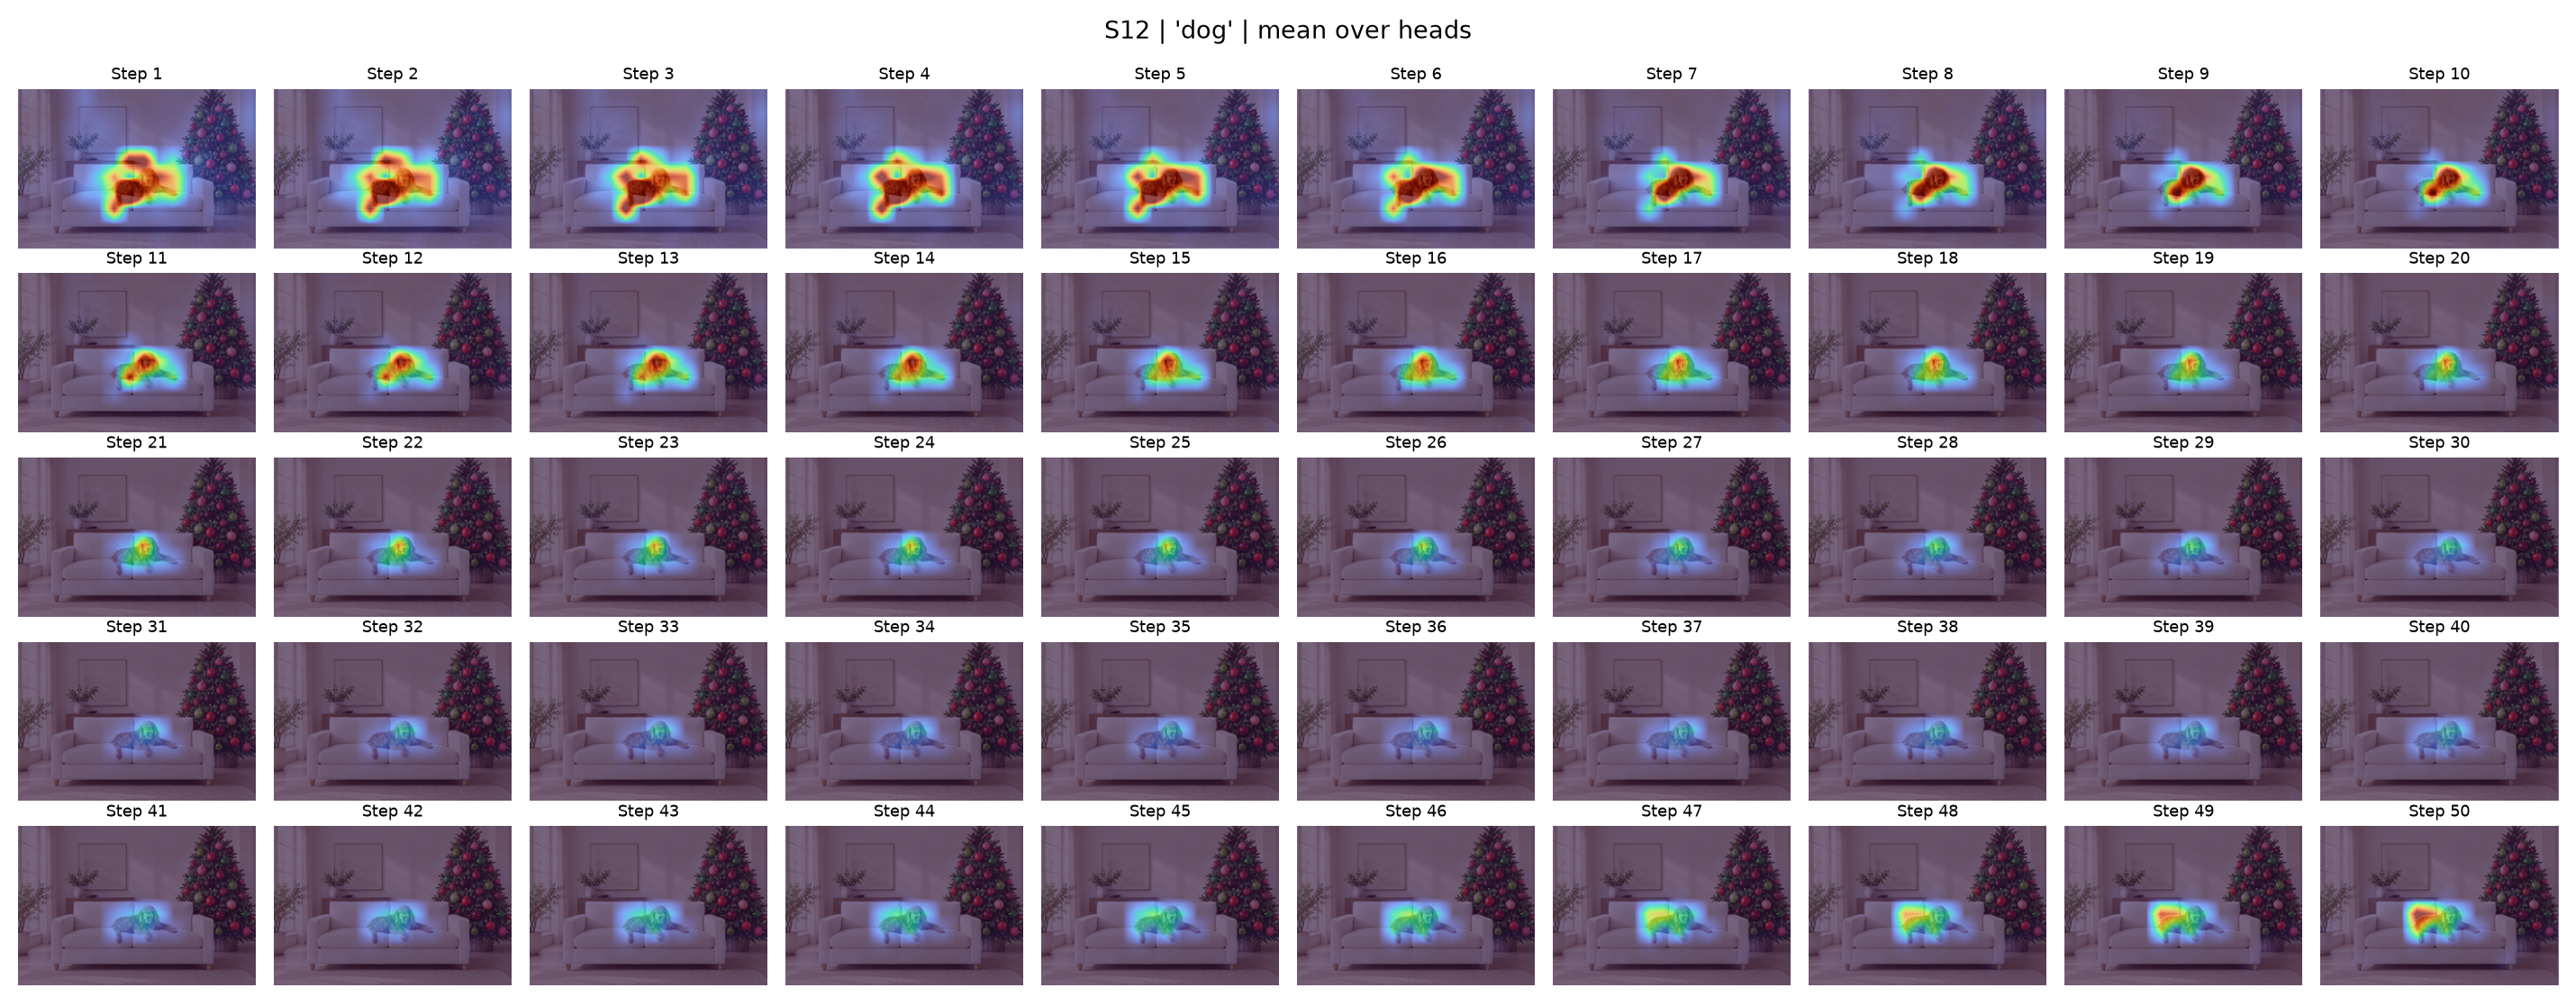 S12 | 'dog' | mean over heads
Step 1 Step 2 Step 3 Step 4 Step 5 Step 6 Step 7 Step 8 Step 9 Step 10
Step 11 Step 12 Step 13 Step 14 Step 15 Step 16 Step 17 Step 18 Step 19 Step 20
Step 21 Step 22 Step 23 Step 24 Step 25 Step 26 Step 27 Step 28 Step 29 Step 30
Step 31 Step 32 Step 33 Step 34 Step 35 Step 36 Step 37 Step 38 Step 39 Step 40
Step 41 Step 42 Step 43 Step 44 Step 45 Step 46 Step 47 Step 48 Step 49 Step 50